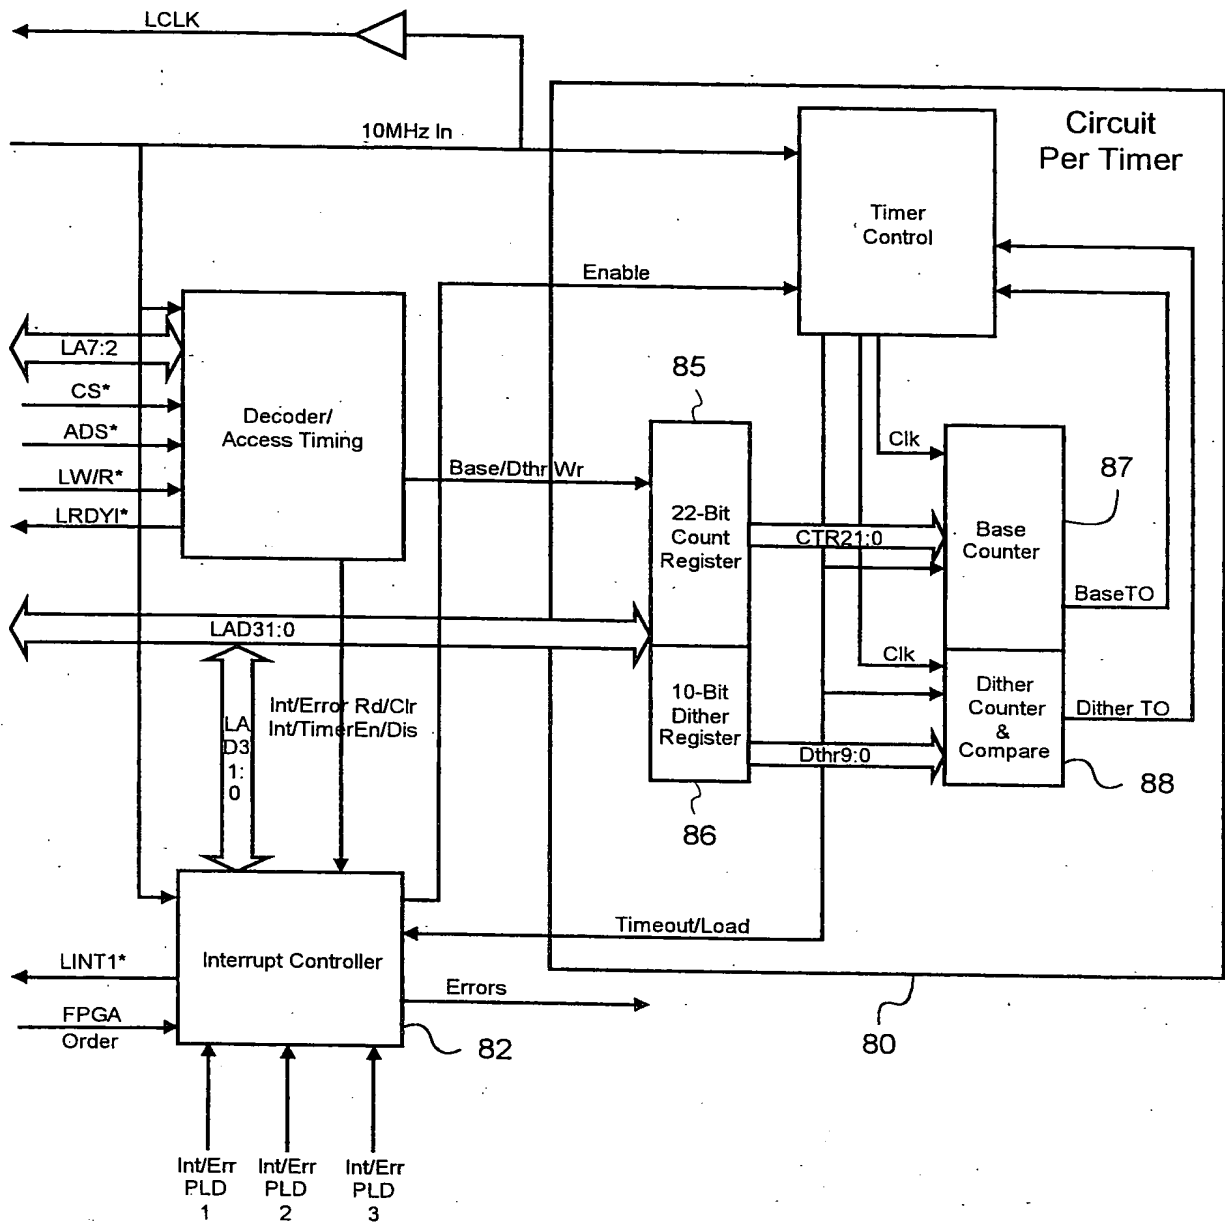 LCLK
10MHz In
Circuit
Per Timer
Timer
Control
Enable
LA7:2
CS*
ADS*
LW/R*
LRDYI*
Decoder/
Access Timing
Base/Dthr Wr
85
22-Bit
Count
Register
CTR21:0
Clk
Base
Counter
87
BaseTO
LAD31:0
Clk
10-Bit
Dither
Register
Dthr9:0
Dither
Counter
&
Compare
Dither TO
88
86
LA
D3
1:
0
Int/Error Rd/Clr
Int/TimerEn/Dis
Timeout/Load
Interrupt Controller
LINT1*
FPGA
Order
Errors
82
80
Int/Err
PLD
1
Int/Err
PLD
2
Int/Err
PLD
3